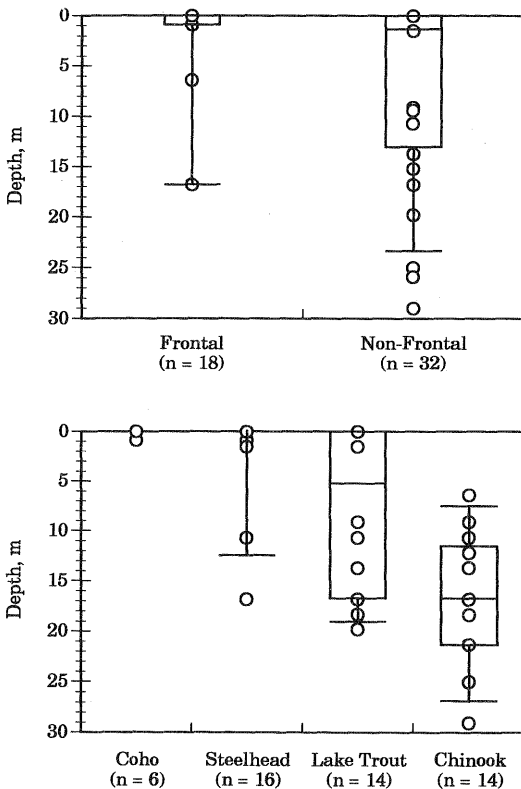 0
5
10
15
20
25
30
Depth, m
Frontal
(n = 18)
Non-Frontal
(n = 32)
0
5
10
15
20
25
30
Depth, m
Coho
(n = 6)
Steelhead
(n = 16)
Lake Trout
(n = 14)
Chinook
(n = 14)